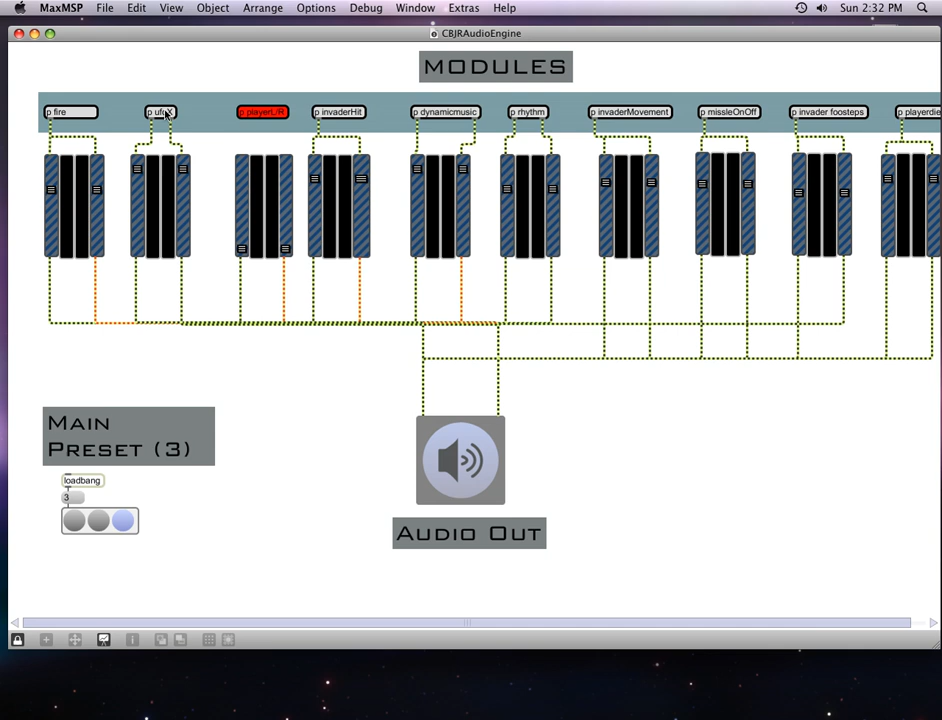 MaxMSP File Edit View Object Arrange Options Debug Window Extras Help Sun 2:32 PM
CBJRAudioEngine
MODULES
p fire
p playerL/R
p invaderHit
p dynamicmusic
p rhythm
p invaderMovement
p missleOnOff
p invader foosteps
p playerdie
Main
Preset (3)
loadbang
3
Audio Out